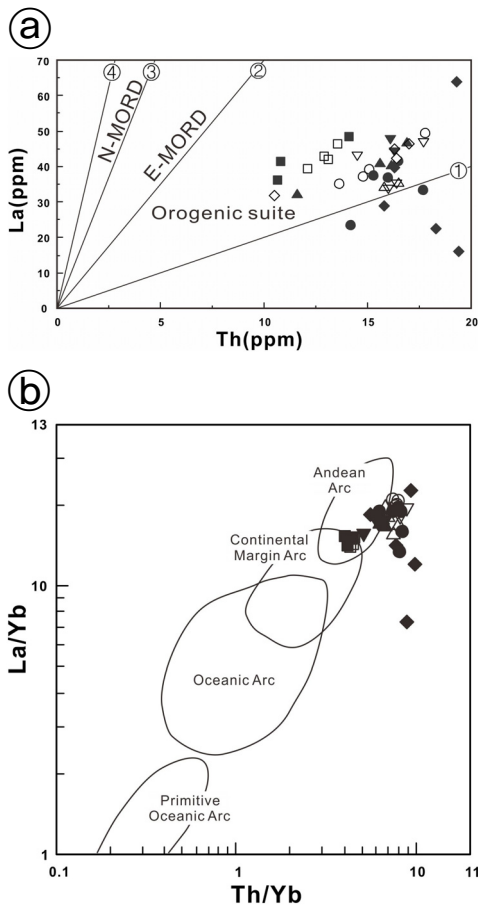 a
70
60
50
40
30
20
10
0
La(ppm)
4
3
2
1
N-MORD
E-MORD
Orogenic suite
0
5
10
15
20
Th(ppm)
b
13
10
1
La/Yb
Andean
Arc
Continental
Margin Arc
Oceanic Arc
Primitive
Oceanic Arc
0.1
1
10
11
Th/Yb